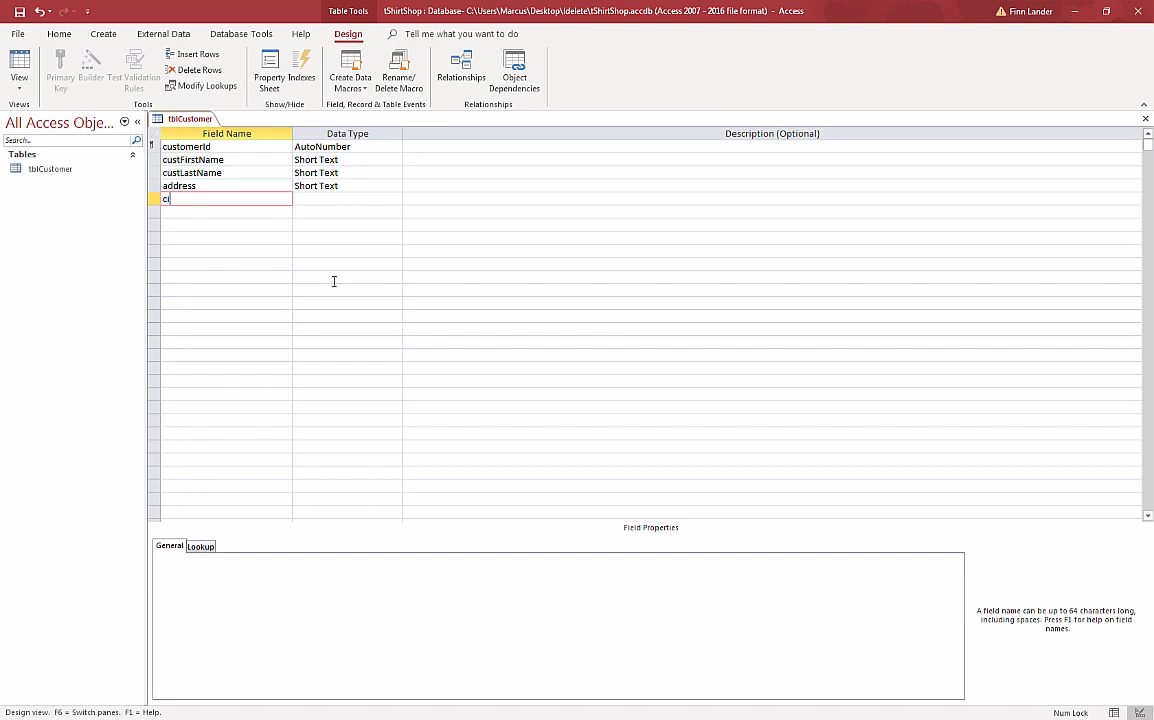 Table Tools
tShirtShop : Database- C:\Users\Marcus\Desktop\Idelete\tShirtShop.accdb (Access 2007 - 2016 file format) - Access
Finn Lander
File Home Create External Data Database Tools Help Design Tell me what you want to do
View
Primary Key
Builder
Test Validation Rules
Insert Rows
Delete Rows
Modify Lookups
Property Sheet
Indexes
Create Data Macros
Rename/ Delete Macro
Relationships
Object Dependencies
Views Tools Show/Hide Field, Record & Table Events Relationships
All Access Obje...
Search...
Tables
tblCustomer
tblCustomer
Field Name Data Type Description (Optional)
customerId AutoNumber
custFirstName Short Text
custLastName Short Text
address Short Text
ci
Field Properties
General Lookup
A field name can be up to 64 characters long,
including spaces. Press F1 for help on field
names.
Design view. F6 = Switch panes. F1 = Help.
Num Lock